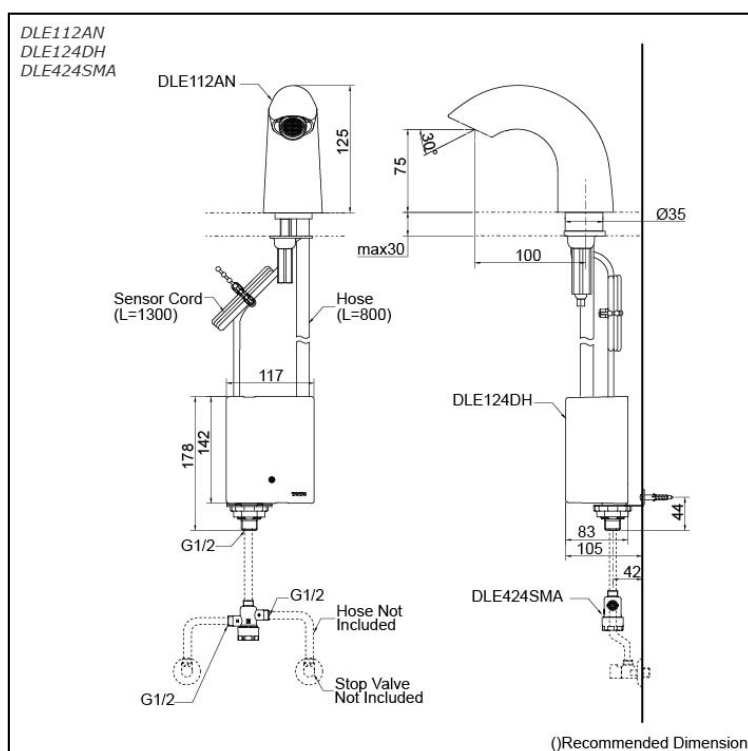 DLE112AN
DLE124DH
DLE424SMA
DLE112AN
125
75
30°
Ø35
max30
100
Sensor Cord
(L=1300)
Hose
(L=800)
117
DLE124DH
178
142
TOTO
G1/2
44
83
105
42
G1/2
DLE424SMA
Hose Not
Included
Stop Valve
Not Included
G1/2
()Recommended Dimension